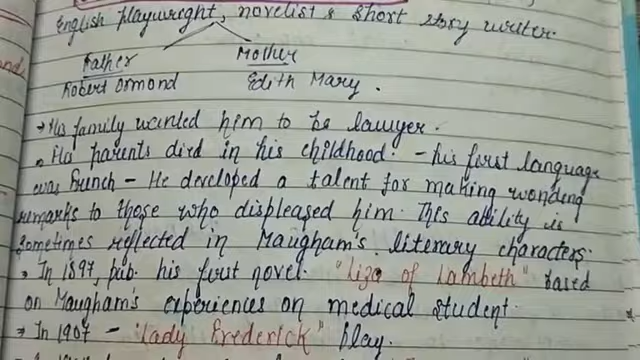 English playwright, novelist & short story writer.
Father Mother
Robert Ormond Edith Mary.
→ His family wanted him to be lawyer.
• His parents died in his childhood. - his first language
was French - He developed a talent for making wonding
remarks to those who displeased him. This ability is
sometimes reflected in Maugham's literary characters.
• In 1897, pub. his first novel. "Liza of Lambeth" based
on Maugham's experiences on medical student.
→ In 1907 - "Lady Frederick" play.